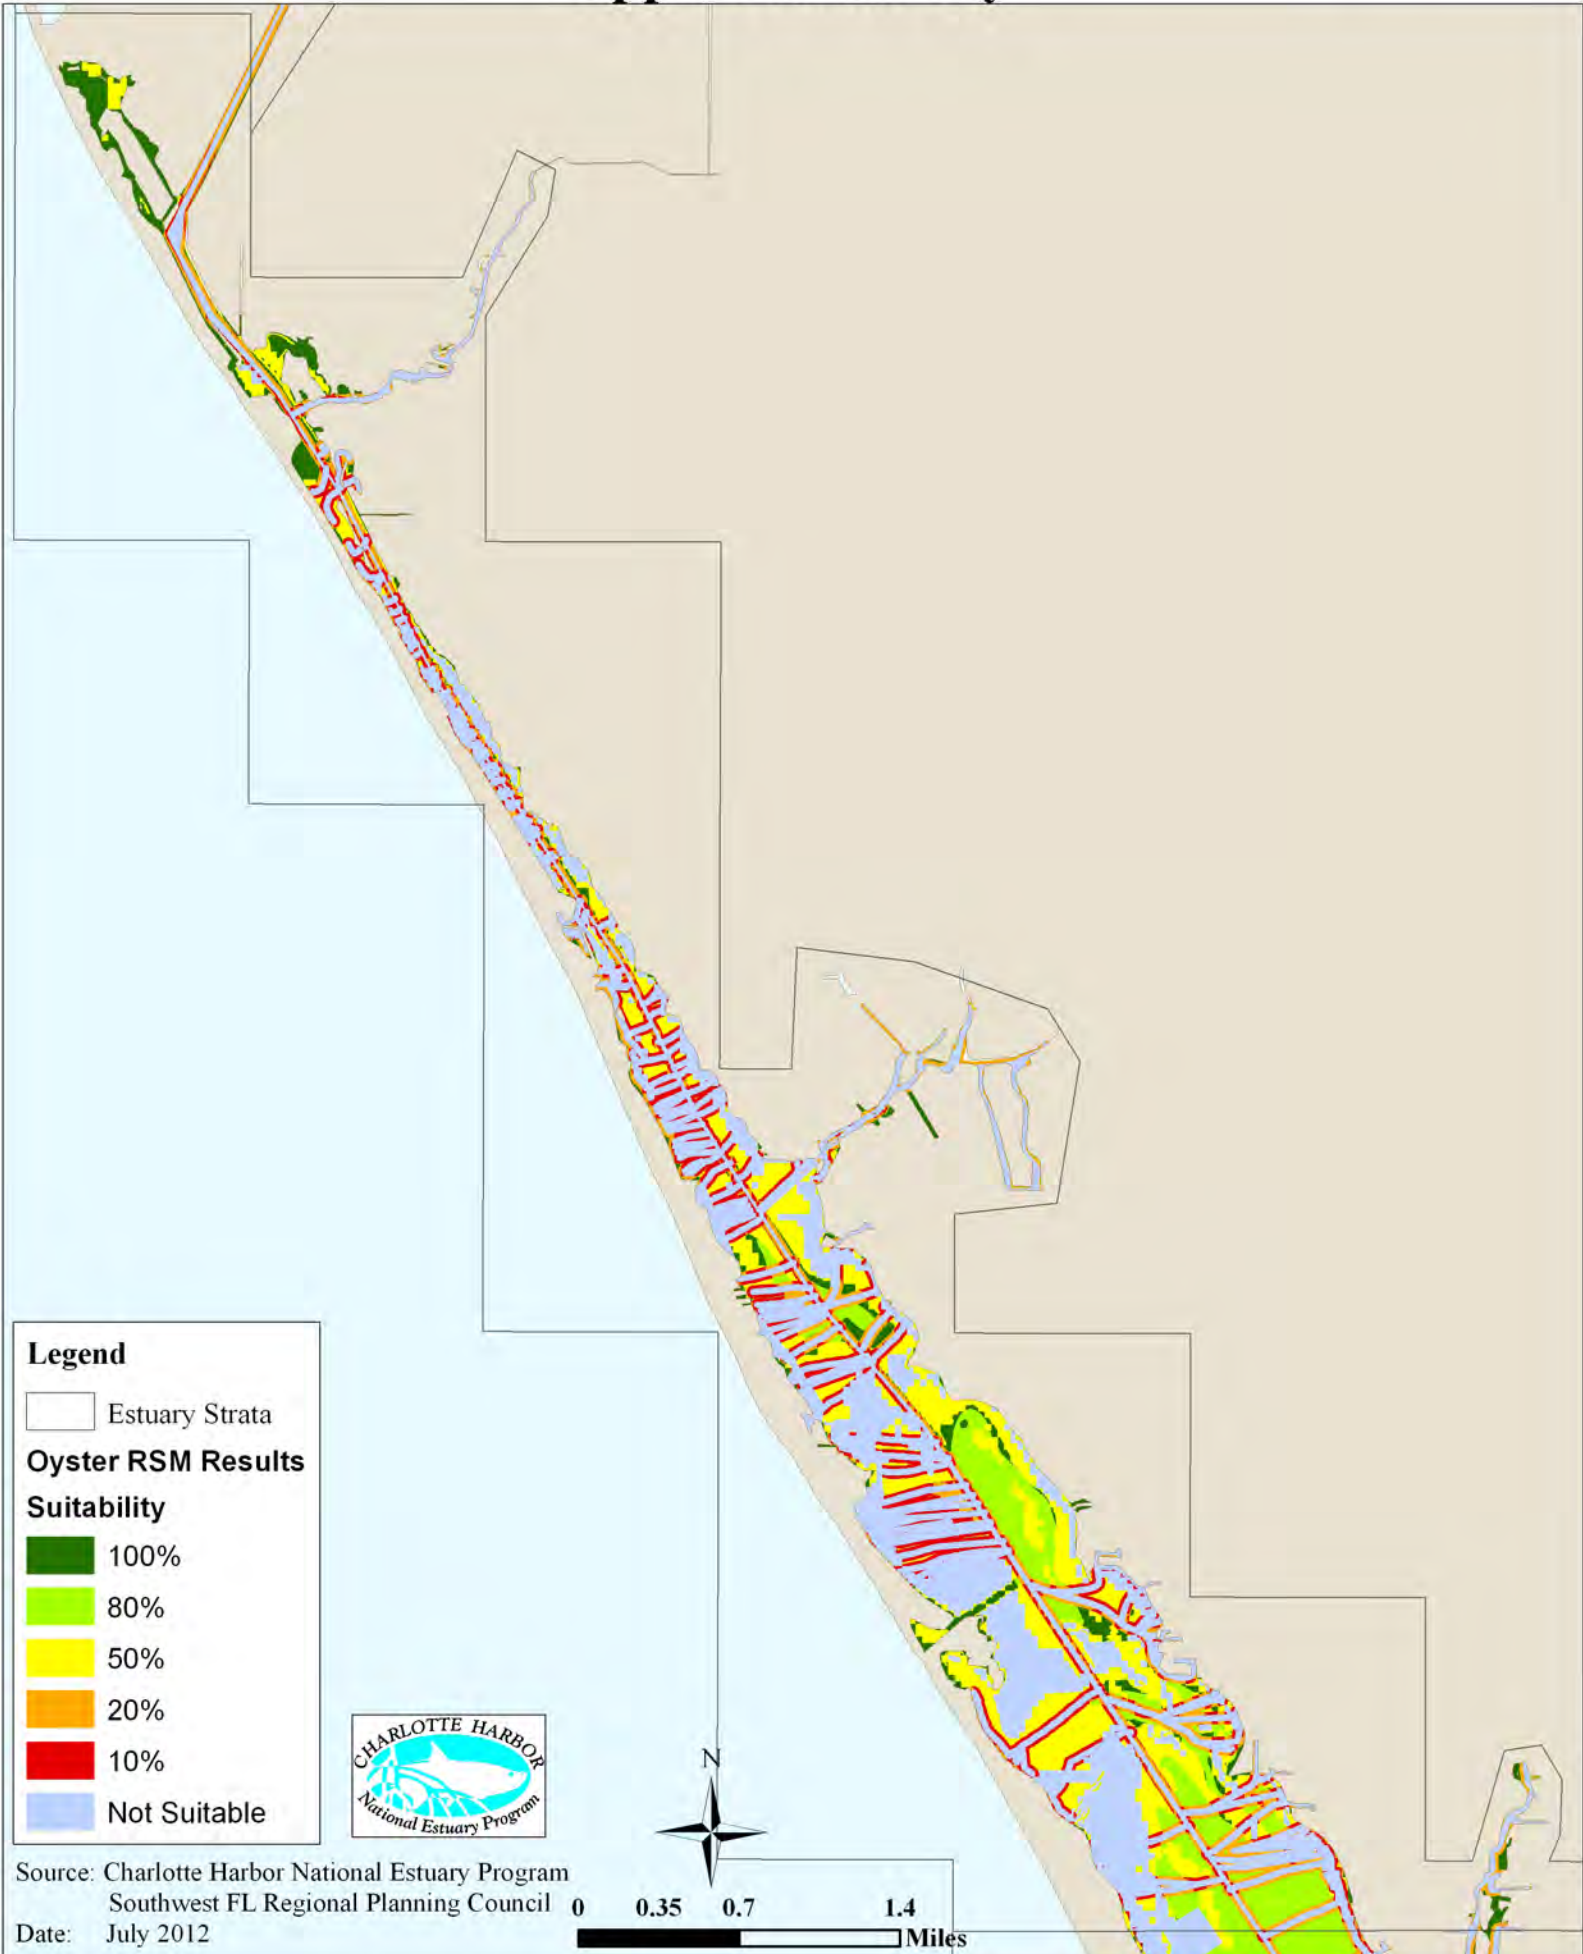 Legend
Estuary Strata
Oyster RSM Results
Suitability
100%
80%
50%
20%
10%
Not Suitable
CHARLOTTE HARBOR
National Estuary Program
N
Source: Charlotte Harbor National Estuary Program
Southwest FL Regional Planning Council
Date: July 2012
0 0.35 0.7 1.4
Miles